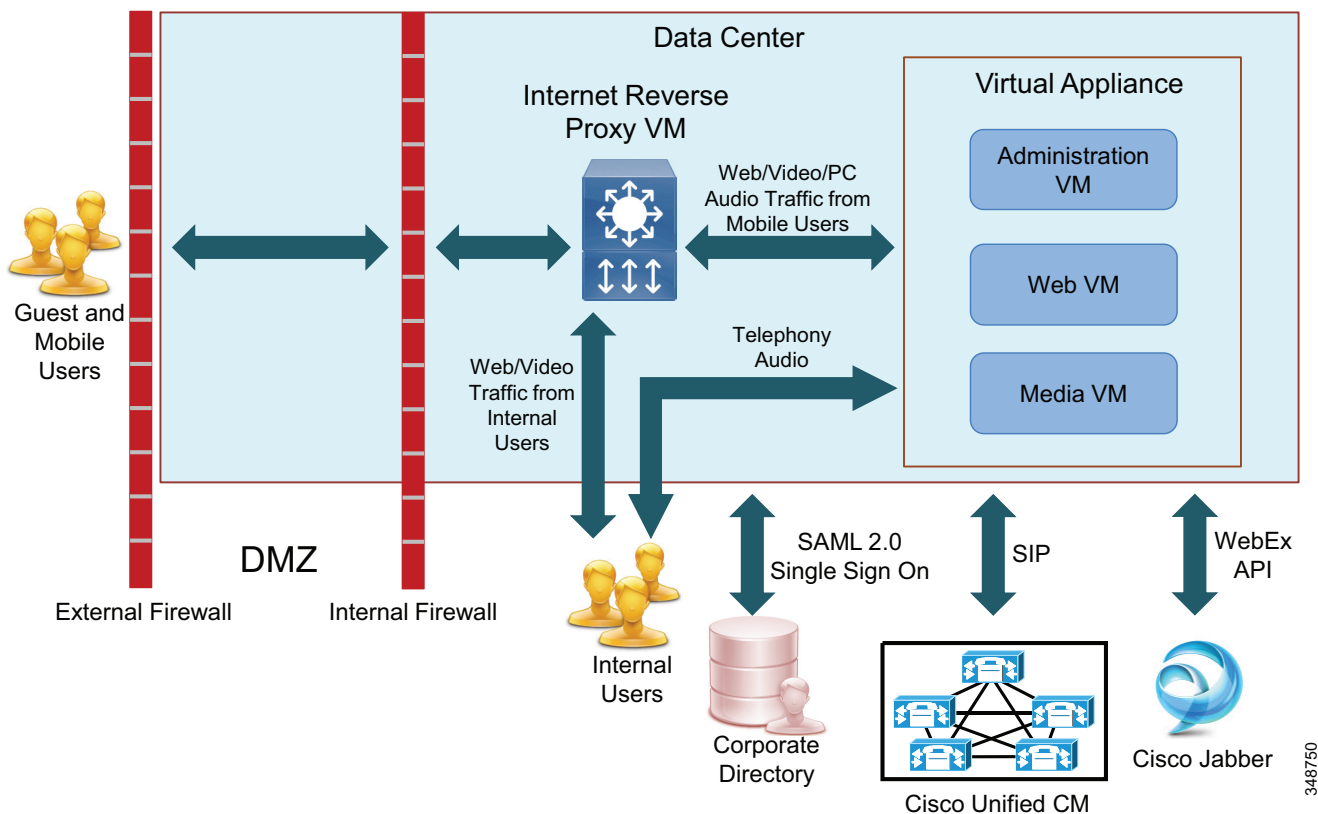 Data Center
Virtual Appliance
Internet Reverse
Proxy VM
Administration
VM
Web/Video/PC
Audio Traffic from
Mobile Users
Web VM
Guest and
Mobile
Users
Telephony
Audio
Web/Video
Traffic from
Internal
Users
Media VM
DMZ
SAML 2.0
Single Sign On
SIP
WebEx
API
External Firewall
Internal Firewall
Internal
Users
Corporate
Directory
Cisco Unified CM
Cisco Jabber
348750